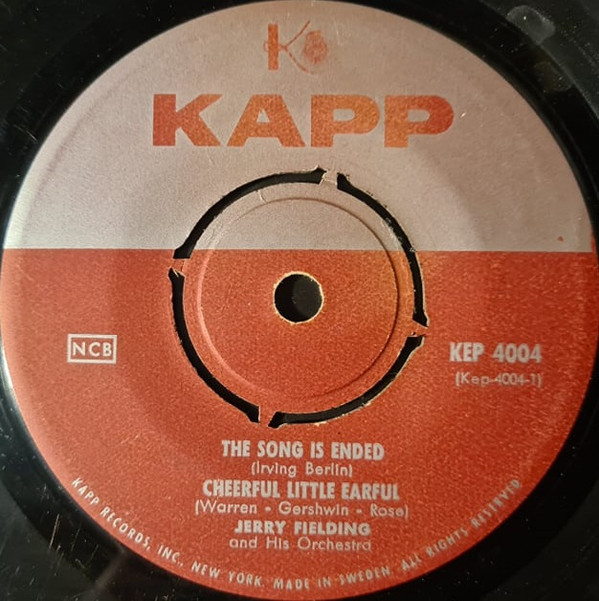 K
KAPP
NCB
KEP 4004
(Kep-4004-1)
THE SONG IS ENDED
(Irving Berlin)
CHEERFUL LITTLE EARFUL
(Warren - Gershwin - Rose)
JERRY FIELDING
and His Orchestra
KAPP RECORDS, INC., NEW YORK. MADE IN SWEDEN. ALL RIGHTS RESERVED